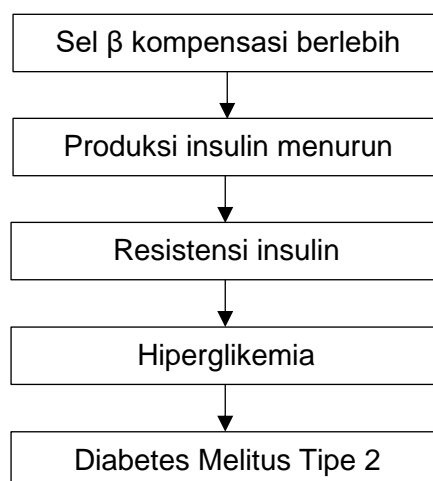 Sel β kompensasi berlebih
Produksi insulin menurun
Resistensi insulin
Hiperglikemia
Diabetes Melitus Tipe 2